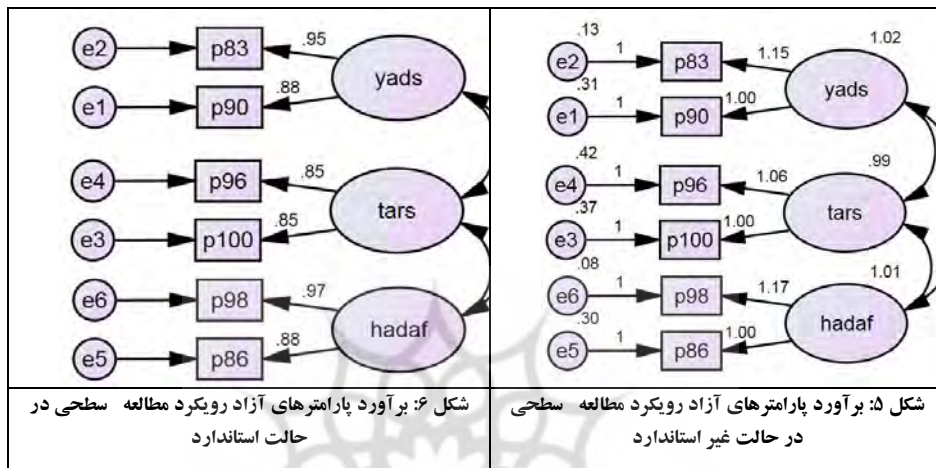 e2
p83
.95
yads
e1
p90
.88
e4
p96
.85
tars
e3
p100
.85
e6
p98
.97
hadaf
e5
p86
.88
شکل ۶: برآورد پارامترهای آزاد رویکرد مطالعه سطحی در
حالت استاندارد
.13
1.02
e2
1
p83
1.15
yads
.31
e1
1
p90
1.00
.42
.99
e4
1
p96
1.06
tars
.37
e3
1
p100
1.00
.08
1.01
e6
1
p98
1.17
hadaf
.30
e5
1
p86
1.00
شکل ۵: برآورد پارامترهای آزاد رویکرد مطالعه سطحی
در حالت غیر استاندارد